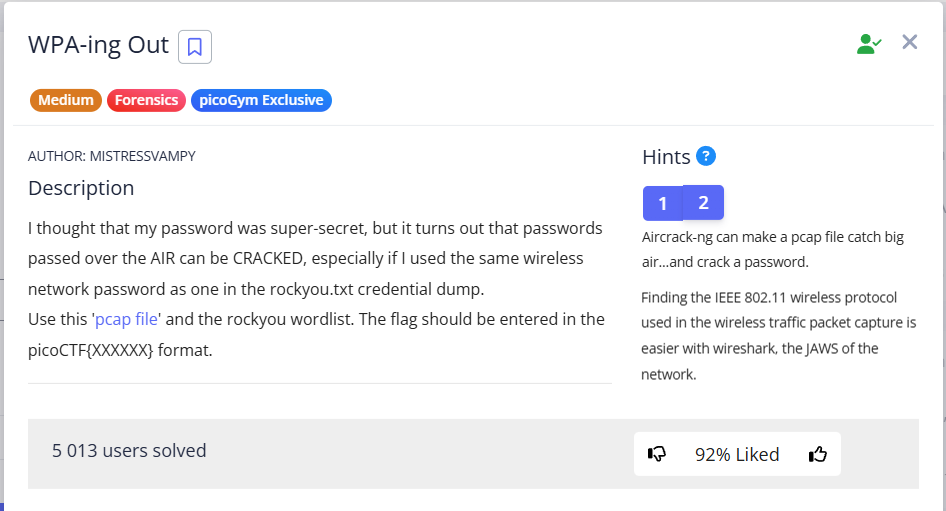 WPA-ing Out
Medium Forensics picoGym Exclusive
AUTHOR: MISTRESSVAMPY
Description
I thought that my password was super-secret, but it turns out that passwords
passed over the AIR can be CRACKED, especially if I used the same wireless
network password as one in the rockyou.txt credential dump.
Use this 'pcap file' and the rockyou wordlist. The flag should be entered in the
picoCTF{XXXXXX} format.
Hints ?
1 2
Aircrack-ng can make a pcap file catch big
air...and crack a password.
Finding the IEEE 802.11 wireless protocol
used in the wireless traffic packet capture is
easier with wireshark, the JAWS of the
network.
5 013 users solved
92% Liked